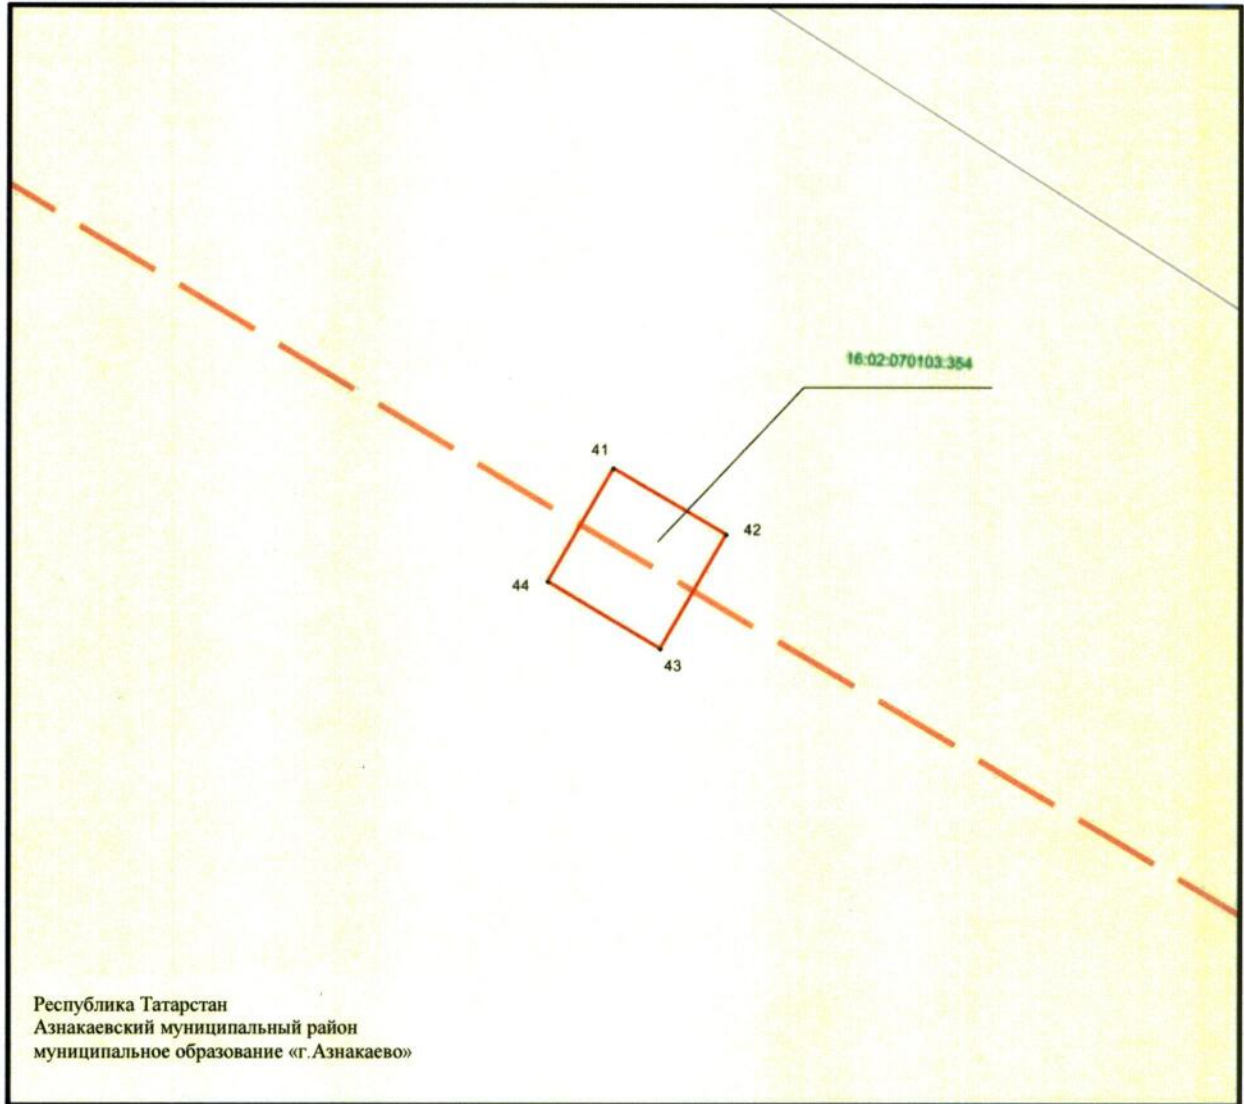 16:02:070103:354
41
42
44
43
Республика Татарстан
Азнакаевский муниципальный район
муниципальное образование «г.Азнакаево»